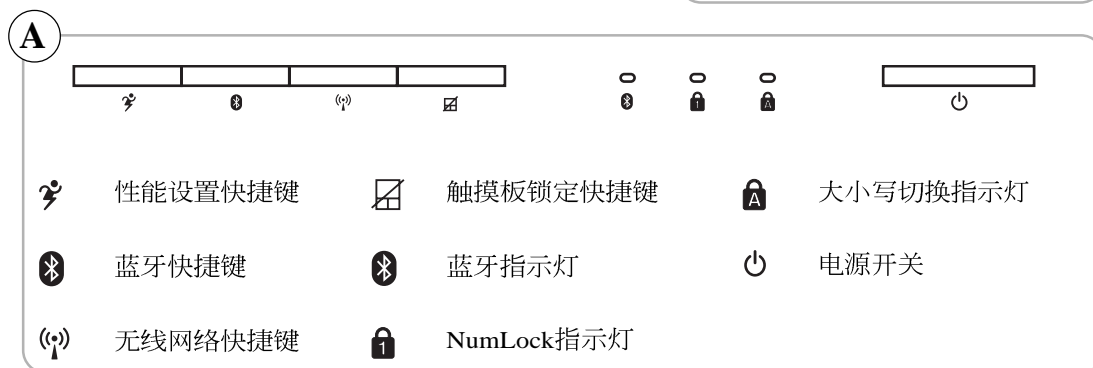 A
性能设置快捷键 触摸板锁定快捷键 A 大小写切换指示灯
蓝牙快捷键 蓝牙指示灯 电源开关
无线网络快捷键 1 NumLock指示灯